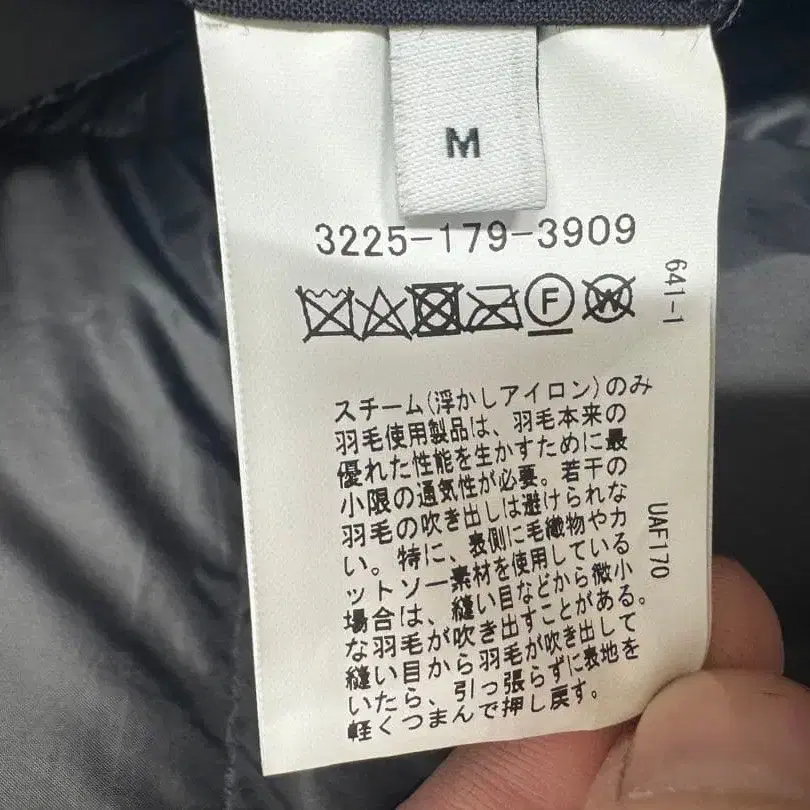 M
3225-179-3909
F
W
641-1
スチーム(浮かしアイロン)のみ
羽毛使用製品は、羽毛本来の
優れた性能を生かすために最
小限の通気性が必要。若干の
羽毛の吹き出しは避けられな
い。特に、表側に毛織物やカ
ットソー素材を使用している
場合は、縫い目などから微小
な羽毛が吹き出すことがある。
縫い目から羽毛が吹き出して
いたら、引っ張らずに表地を
軽くつまんで押し戻す。
UAF170